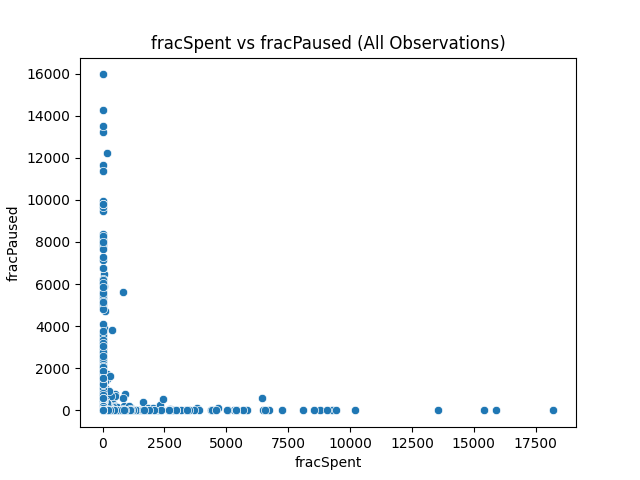 fracSpent vs fracPaused (All Observations)
16000
14000
12000
10000
8000
6000
4000
2000
0
fracPaused
0 2500 5000 7500 10000 12500 15000 17500
fracSpent